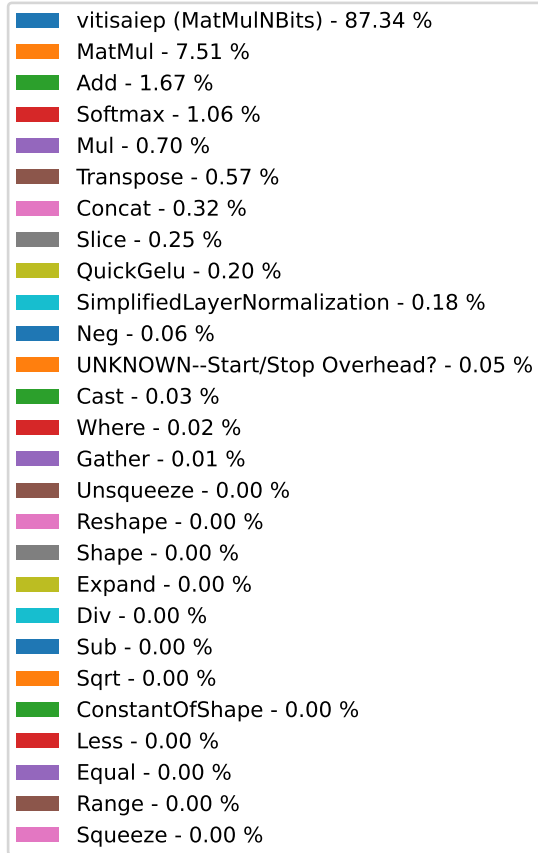 vitisaiep (MatMulNBits) - 87.34 %
MatMul - 7.51 %
Add - 1.67 %
Softmax - 1.06 %
Mul - 0.70 %
Transpose - 0.57 %
Concat - 0.32 %
Slice - 0.25 %
QuickGelu - 0.20 %
SimplifiedLayerNormalization - 0.18 %
Neg - 0.06 %
UNKNOWN--Start/Stop Overhead? - 0.05 %
Cast - 0.03 %
Where - 0.02 %
Gather - 0.01 %
Unsqueeze - 0.00 %
Reshape - 0.00 %
Shape - 0.00 %
Expand - 0.00 %
Div - 0.00 %
Sub - 0.00 %
Sqrt - 0.00 %
ConstantOfShape - 0.00 %
Less - 0.00 %
Equal - 0.00 %
Range - 0.00 %
Squeeze - 0.00 %